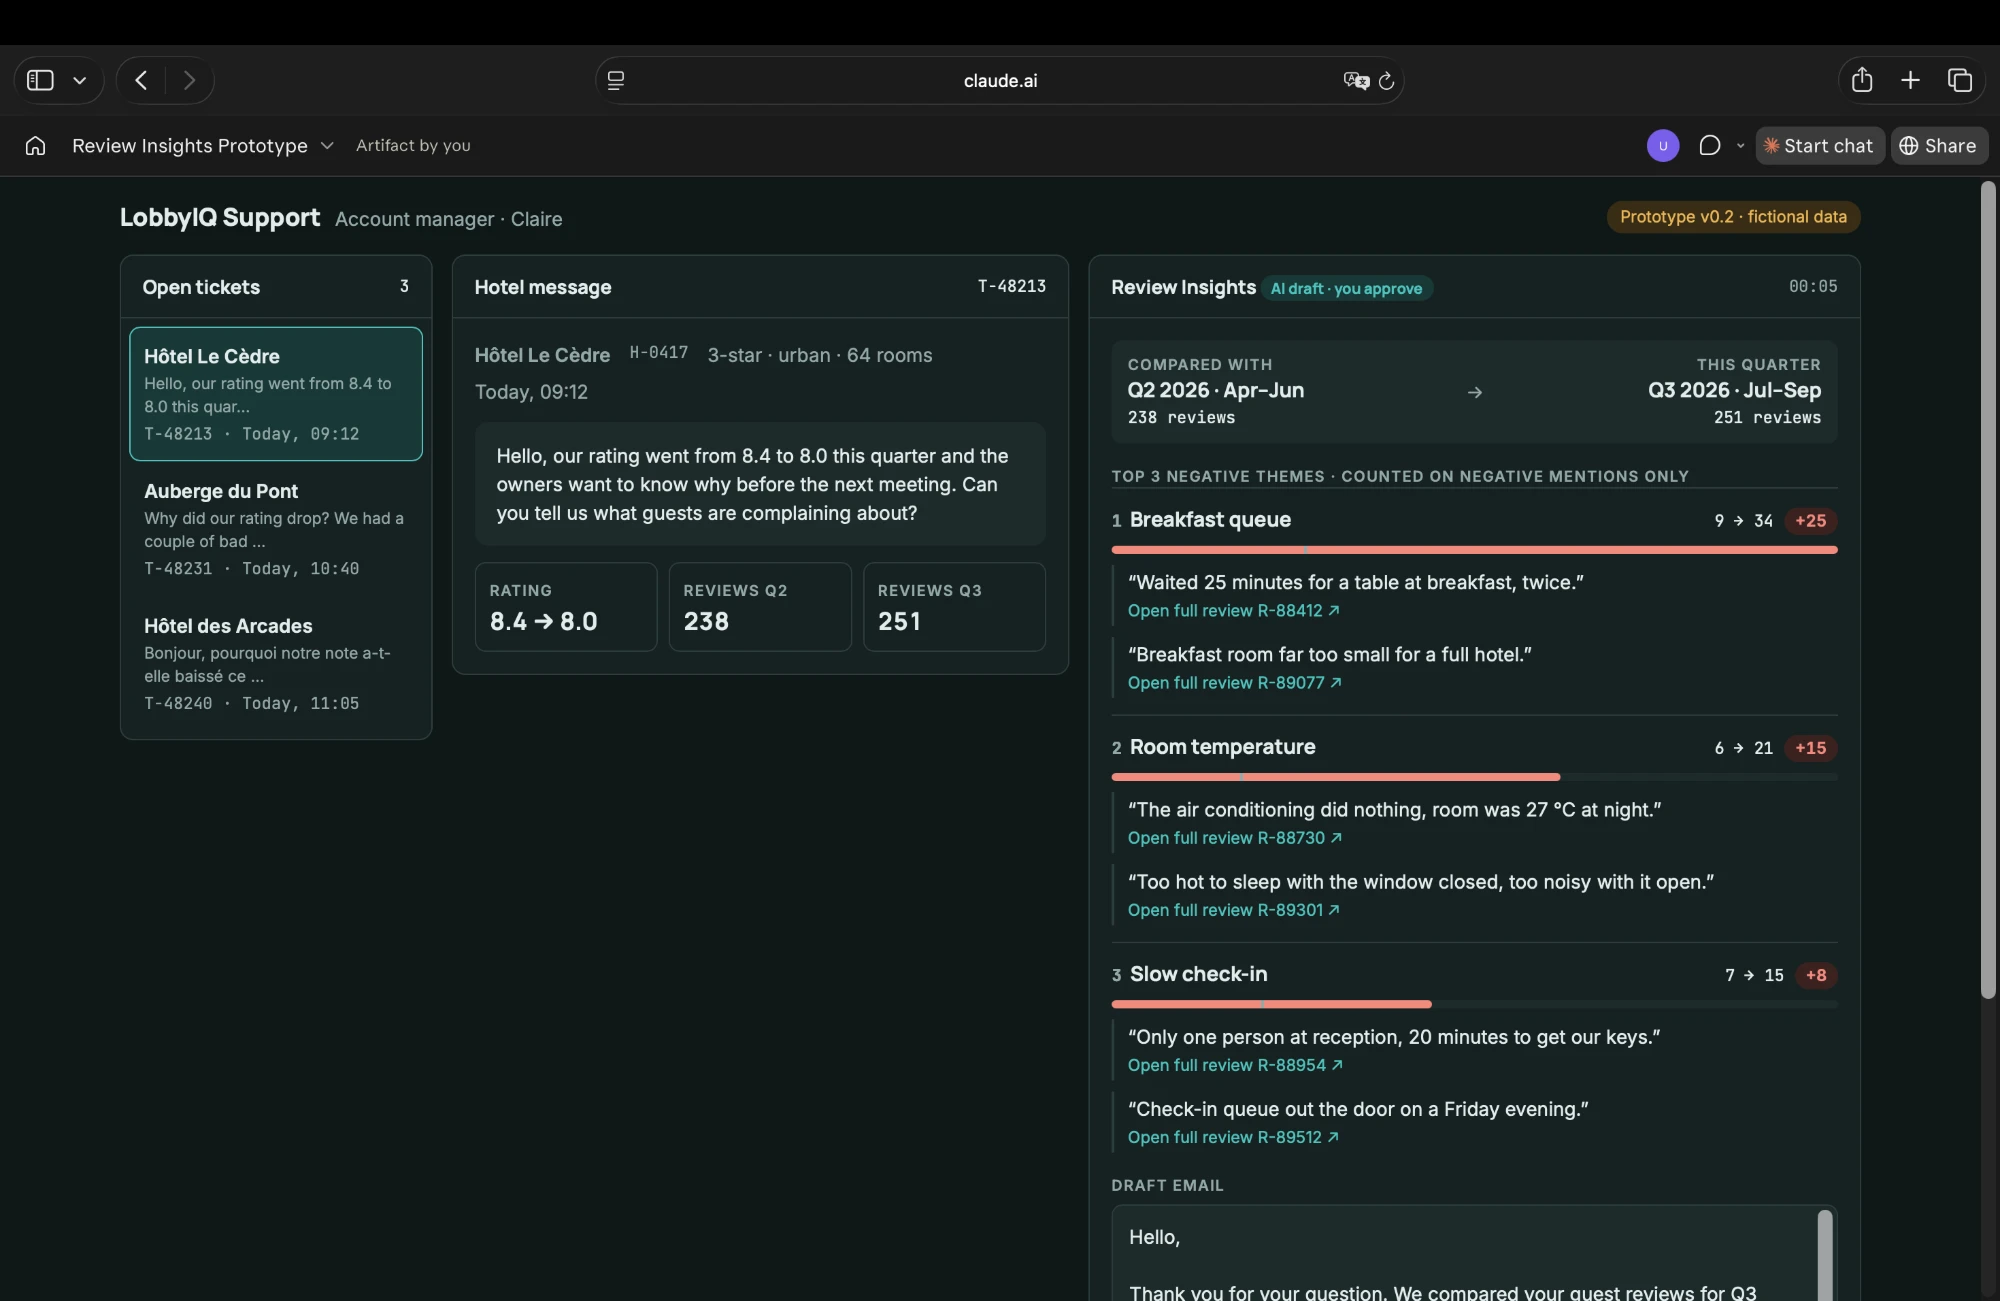 claude.ai
Review Insights Prototype
Artifact by you
U
Start chat
Share
LobbyIQ Support
Account manager · Claire
Prototype v0.2 · fictional data
Open tickets
3
Hôtel Le Cèdre
Hello, our rating went from 8.4 to
8.0 this quar...
T-48213 · Today, 09:12
Auberge du Pont
Why did our rating drop? We had a
couple of bad ...
T-48231 · Today, 10:40
Hôtel des Arcades
Bonjour, pourquoi notre note a-t-
elle baissé ce ...
T-48240 · Today, 11:05
Hotel message
T-48213
Hôtel Le Cèdre H-0417 3-star · urban · 64 rooms
Today, 09:12
Hello, our rating went from 8.4 to 8.0 this quarter and the
owners want to know why before the next meeting. Can
you tell us what guests are complaining about?
RATING
8.4 → 8.0
REVIEWS Q2
238
REVIEWS Q3
251
Review Insights
AI draft · you approve
00:05
COMPARED WITH
Q2 2026 · Apr–Jun
238 reviews
→
THIS QUARTER
Q3 2026 · Jul–Sep
251 reviews
TOP 3 NEGATIVE THEMES · COUNTED ON NEGATIVE MENTIONS ONLY
1 Breakfast queue 9 → 34 +25
“Waited 25 minutes for a table at breakfast, twice.”
Open full review R-88412 ↗
“Breakfast room far too small for a full hotel.”
Open full review R-89077 ↗
2 Room temperature 6 → 21 +15
“The air conditioning did nothing, room was 27 °C at night.”
Open full review R-88730 ↗
“Too hot to sleep with the window closed, too noisy with it open.”
Open full review R-89301 ↗
3 Slow check-in 7 → 15 +8
“Only one person at reception, 20 minutes to get our keys.”
Open full review R-88954 ↗
“Check-in queue out the door on a Friday evening.”
Open full review R-89512 ↗
DRAFT EMAIL
Hello,
Thank you for your question. We compared your guest reviews for Q3